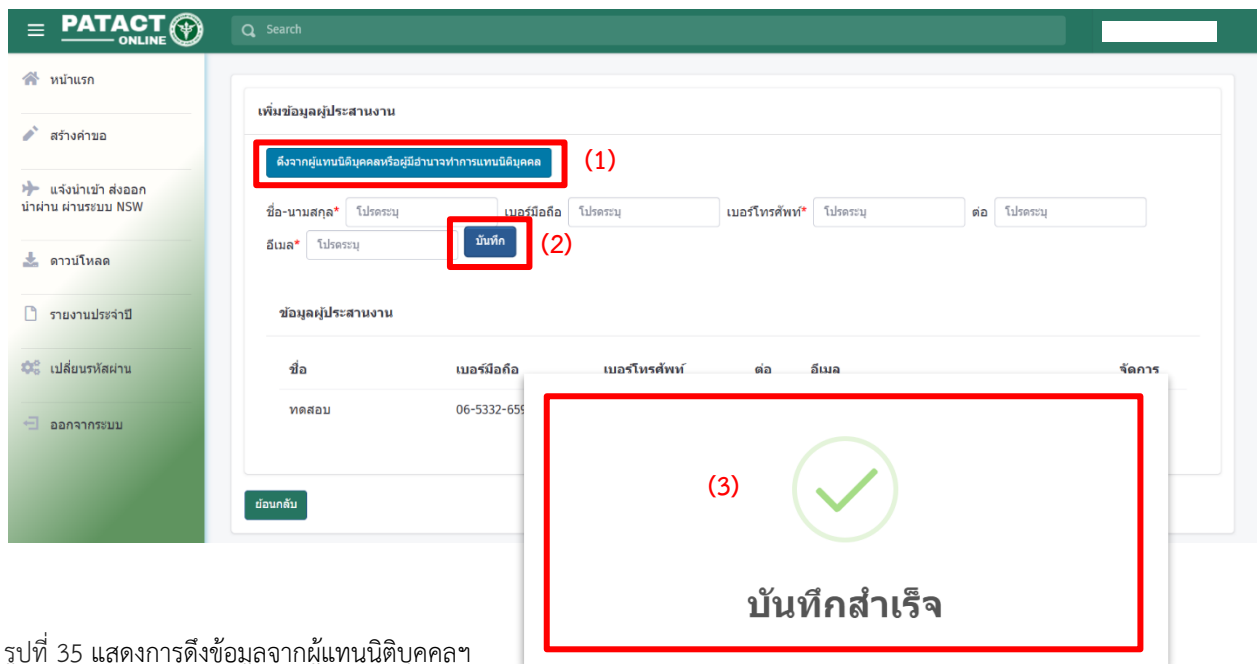 PATACT
ONLINE
Search
หน้าแรก
สร้างคำขอ
แจ้งนำเข้า ส่งออก
นำผ่าน ผ่านระบบ NSW
ดาวน์โหลด
รายงานประจำปี
เปลี่ยนรหัสผ่าน
ออกจากระบบ
เพิ่มข้อมูลผู้ประสานงาน
ดึงจากผู้แทนนิติบุคคลหรือผู้มีอำนาจทำการแทนนิติบุคคล (1)
ชื่อ-นามสกุล* โปรดระบุ เบอร์มือถือ โปรดระบุ เบอร์โทรศัพท์* โปรดระบุ ต่อ โปรดระบุ
อีเมล* โปรดระบุ บันทึก (2)
ข้อมูลผู้ประสานงาน
ชื่อ เบอร์มือถือ เบอร์โทรศัพท์ ต่อ อีเมล จัดการ
ทดสอบ 06-5332-659
(3)
บันทึกสำเร็จ
ย้อนกลับ
รูปที่ 35 แสดงการดึงข้อมูลจากผู้แทนนิติบุคคลฯ